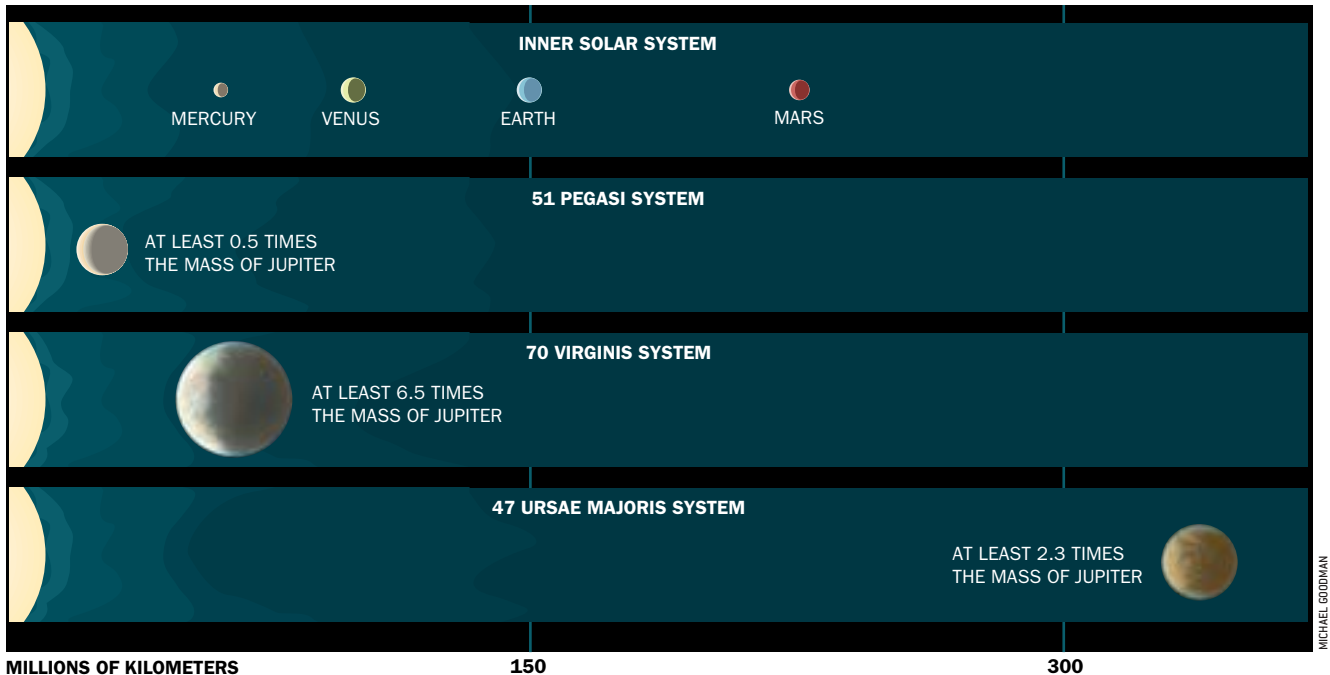 INNER SOLAR SYSTEM
MERCURY
VENUS
EARTH
MARS
51 PEGASI SYSTEM
AT LEAST 0.5 TIMES
THE MASS OF JUPITER
70 VIRGINIS SYSTEM
AT LEAST 6.5 TIMES
THE MASS OF JUPITER
47 URSAE MAJORIS SYSTEM
AT LEAST 2.3 TIMES
THE MASS OF JUPITER
MICHAEL GOODMAN
MILLIONS OF KILOMETERS
150
300